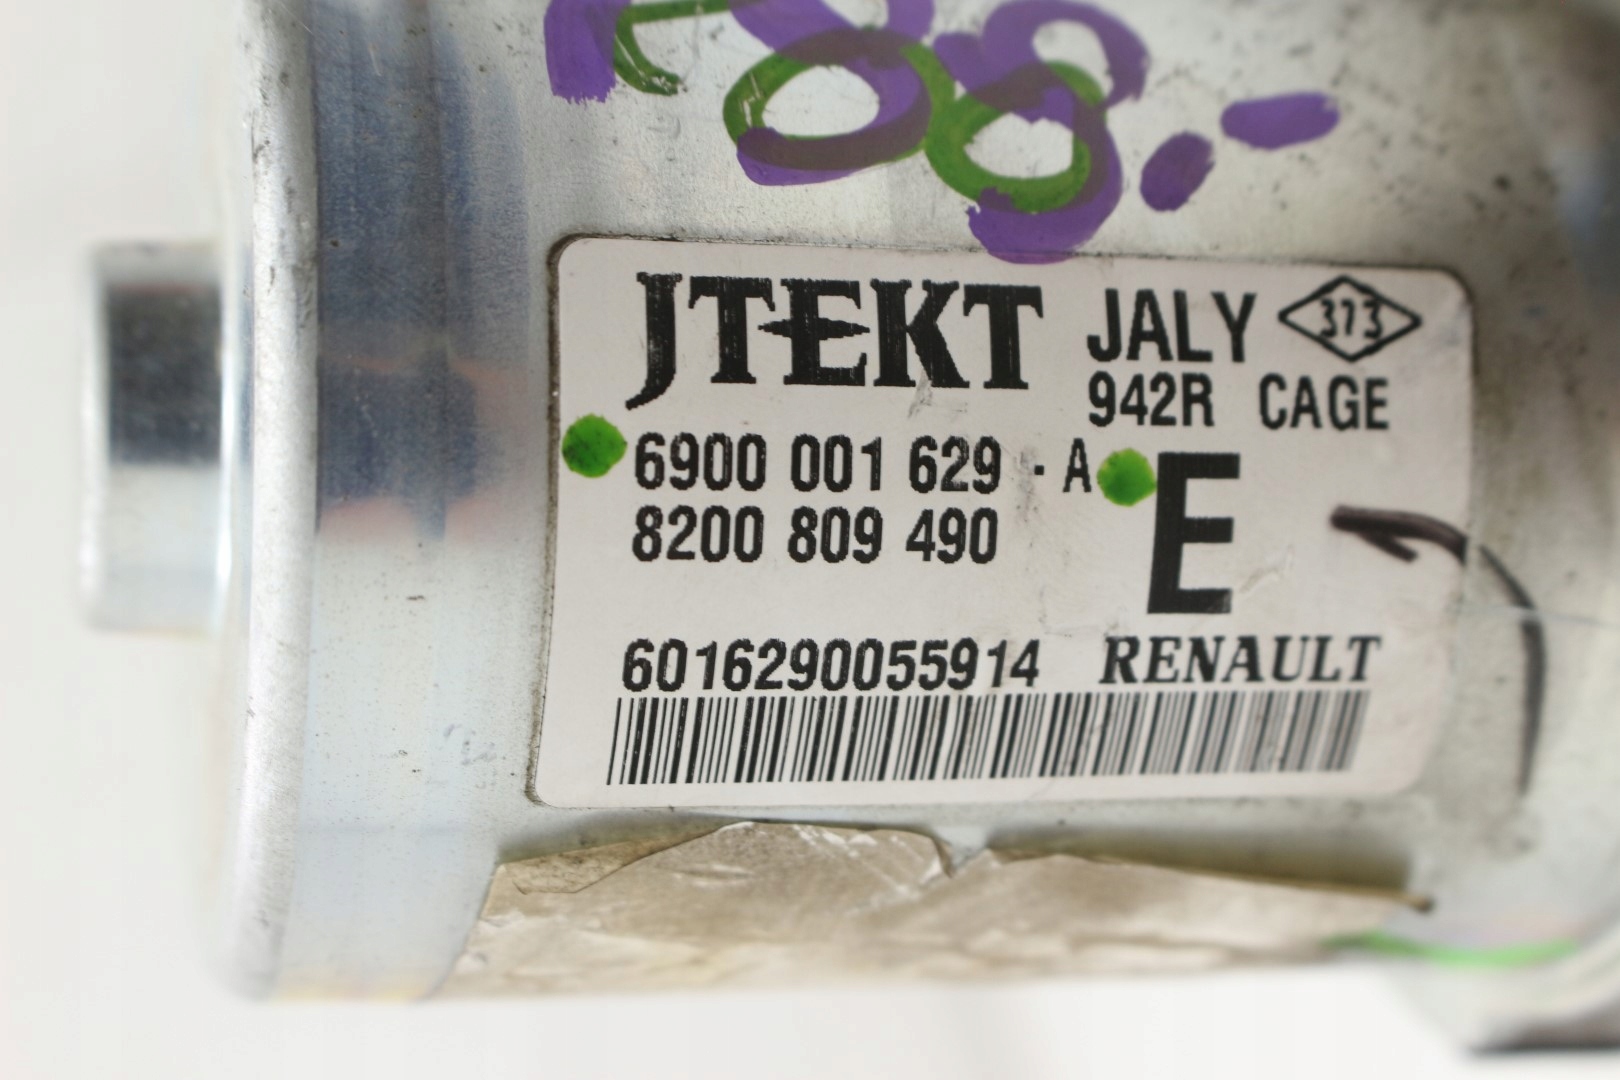 88.-
JTEKT JALY 373
942R CAGE
6900 001 629 - A
8200 809 490
E
6016290055914 RENAULT